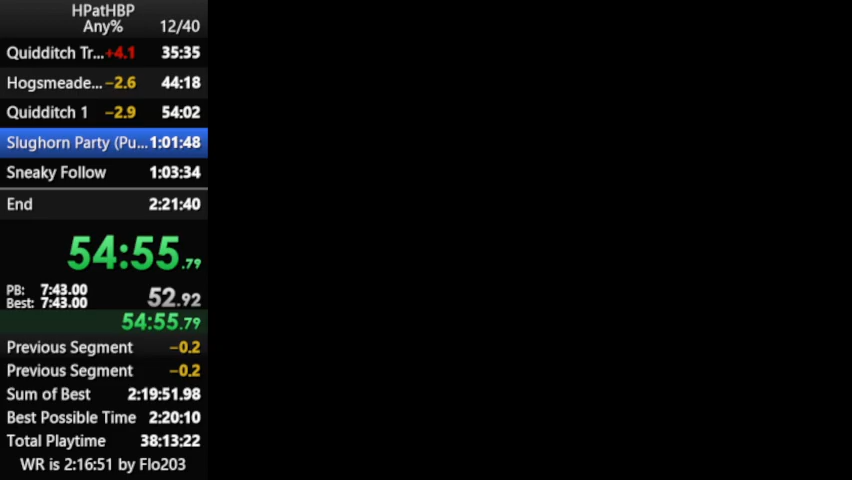 HPatHBP
Any% 12/40
Quidditch Tr... +4.1 35:35
Hogsmeade... −2.6 44:18
Quidditch 1 −2.9 54:02
Slughorn Party (Pu... 1:01:48
Sneaky Follow 1:03:34
End 2:21:40
54:55.79
PB: 7:43.00
Best: 7:43.00 52.92
54:55.79
Previous Segment −0.2
Previous Segment −0.2
Sum of Best 2:19:51.98
Best Possible Time 2:20:10
Total Playtime 38:13:22
WR is 2:16:51 by Flo203